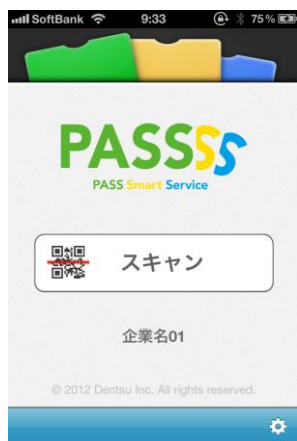 SoftBank 9:33 75%
PASSSS
PASS Smart Service
スキャン
企業名01
© 2012 Dentsu Inc. All rights reserved.